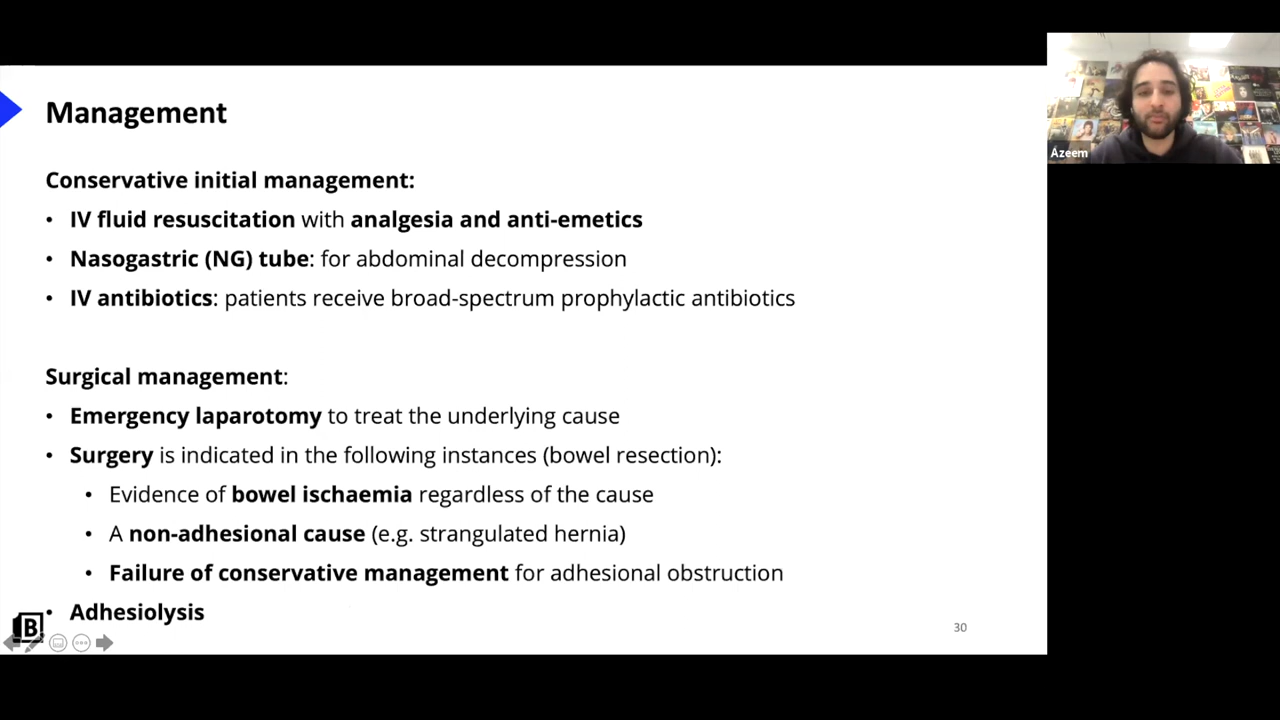 Management
Conservative initial management:
• IV fluid resuscitation with analgesia and anti-emetics
• Nasogastric (NG) tube: for abdominal decompression
• IV antibiotics: patients receive broad-spectrum prophylactic antibiotics
Surgical management:
• Emergency laparotomy to treat the underlying cause
• Surgery is indicated in the following instances (bowel resection):
• Evidence of bowel ischaemia regardless of the cause
• A non-adhesional cause (e.g. strangulated hernia)
• Failure of conservative management for adhesional obstruction
• Adhesiolysis
B
30
Azeem